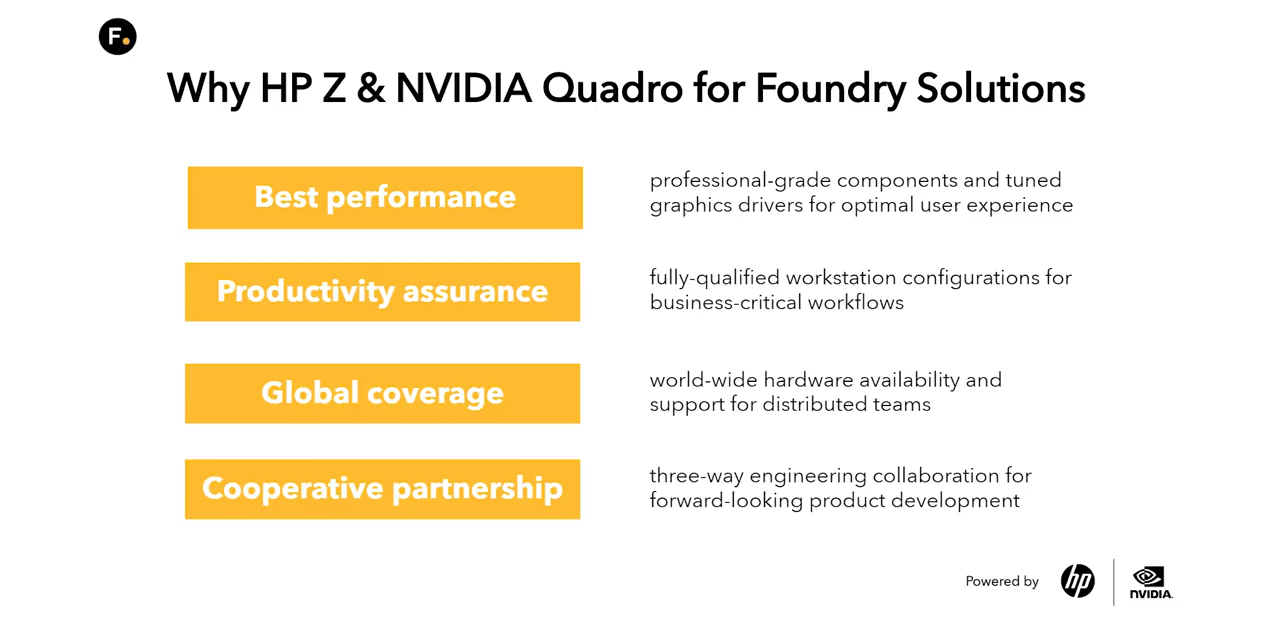 F.
Why HP Z & NVIDIA Quadro for Foundry Solutions
Best performance
professional-grade components and tuned
graphics drivers for optimal user experience
Productivity assurance
fully-qualified workstation configurations for
business-critical workflows
Global coverage
world-wide hardware availability and
support for distributed teams
Cooperative partnership
three-way engineering collaboration for
forward-looking product development
Powered by
hp
NVIDIA.